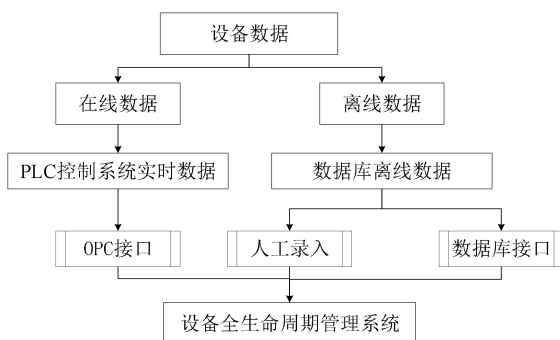 设备数据
在线数据
离线数据
PLC控制系统实时数据
数据库离线数据
OPC接口
人工录入
数据库接口
设备全生命周期管理系统